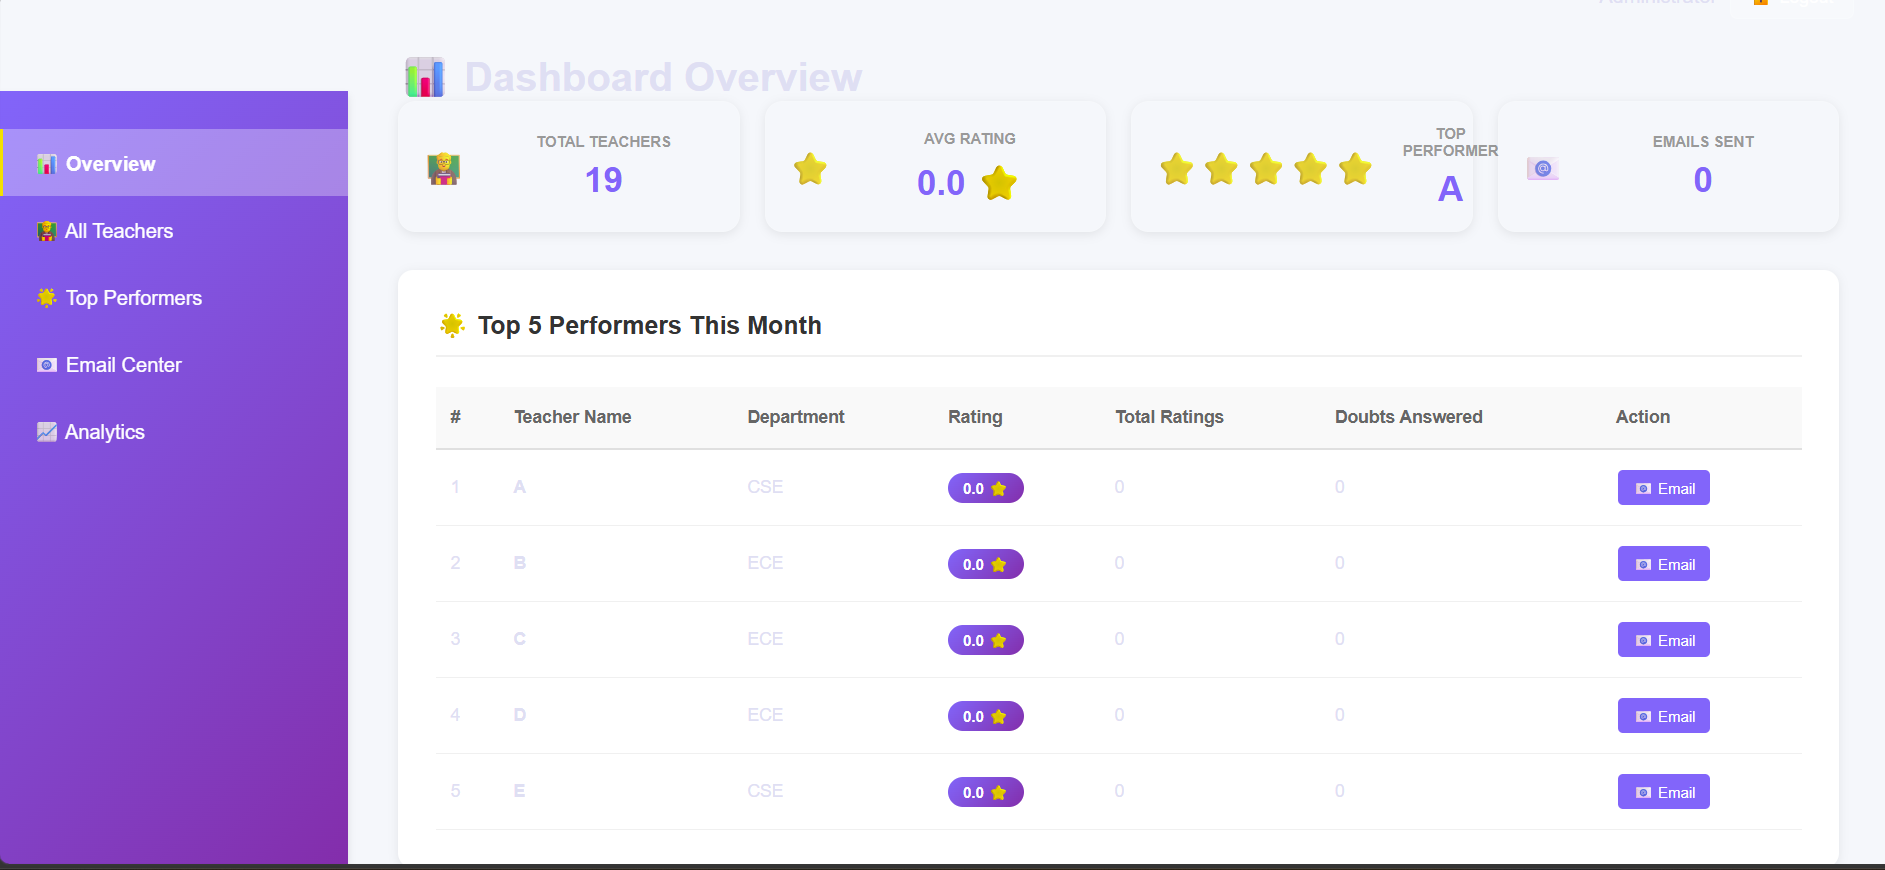 Dashboard Overview
Overview
All Teachers
Top Performers
Email Center
Analytics
TOTAL TEACHERS
19
AVG RATING
0.0
TOP
PERFORMER
A
EMAILS SENT
0
Top 5 Performers This Month
# Teacher Name Department Rating Total Ratings Doubts Answered Action
1 A CSE 0.0 0 0 Email
2 B ECE 0.0 0 0 Email
3 C ECE 0.0 0 0 Email
4 D ECE 0.0 0 0 Email
5 E CSE 0.0 0 0 Email